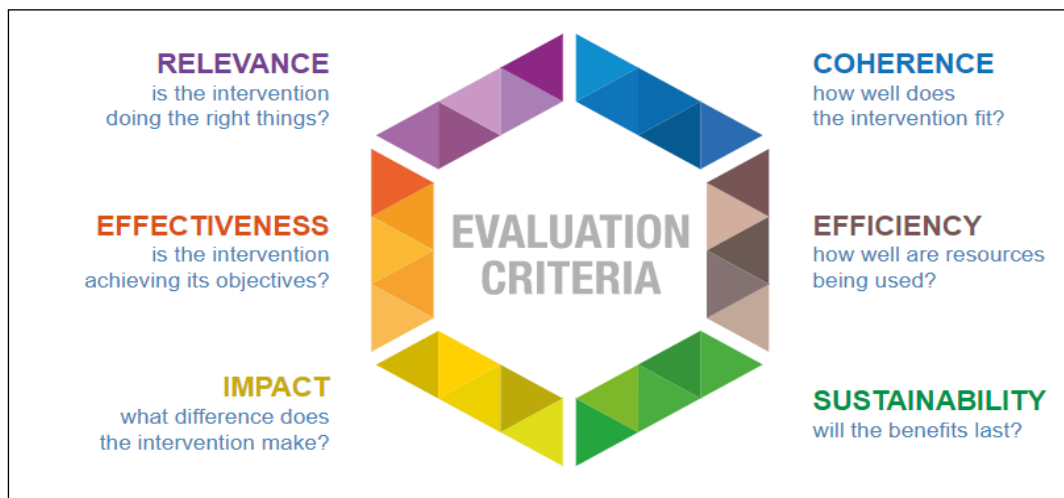 RELEVANCE
is the intervention
doing the right things?
COHERENCE
how well does
the intervention fit?
EFFECTIVENESS
is the intervention
achieving its objectives?
EVALUATION
CRITERIA
EFFICIENCY
how well are resources
being used?
IMPACT
what difference does
the intervention make?
SUSTAINABILITY
will the benefits last?